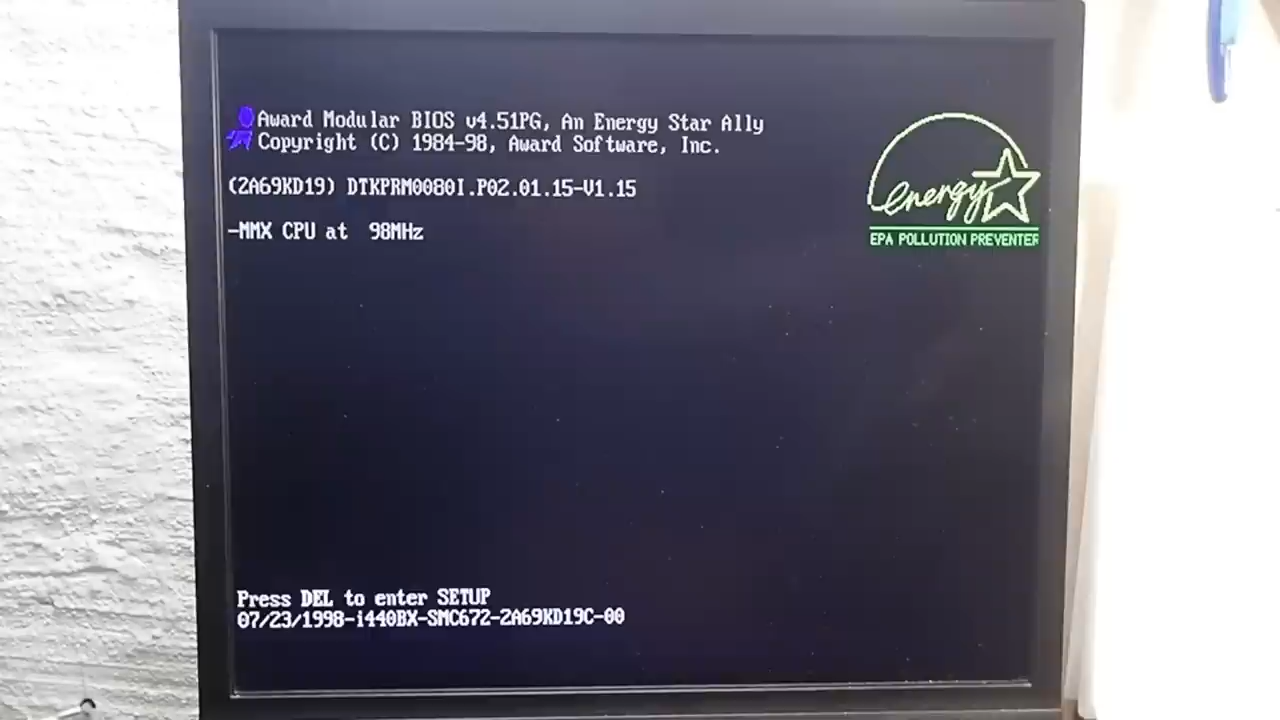 Award Modular BIOS v4.51PG, An Energy Star Ally
Copyright (C) 1984-98, Award Software, Inc.
(2A69KD19) DTKPRM0080I.P02.01.15-V1.15
energy
EPA POLLUTION PREVENTER
-MMX CPU at  98MHz
Press DEL to enter SETUP
07/23/1998-i440BX-SMC672-2A69KD19C-00